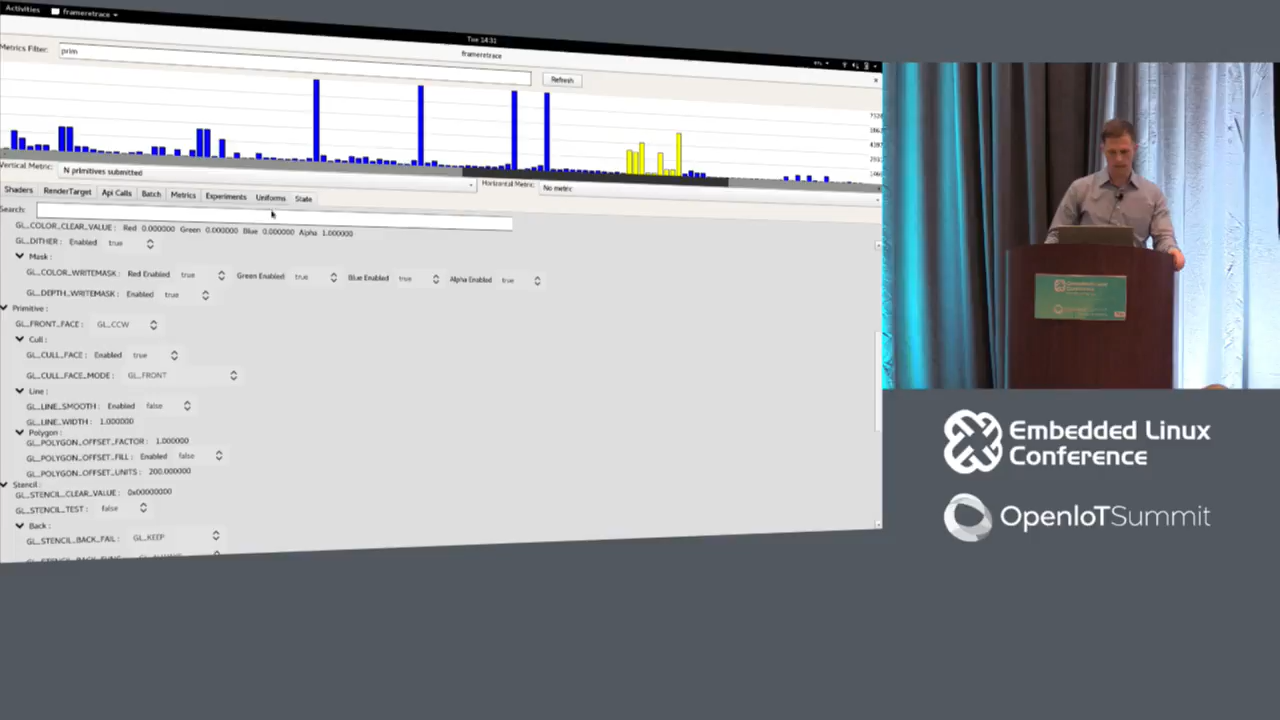 Activities frameretrace
Tue 14:31
frameretrace
Metrics Filter: prim Refresh
Vertical Metric: N primitives submitted Horizontal Metric: No metric
Shaders RenderTarget Api Calls Batch Metrics Experiments Uniforms State
Search:
GL_COLOR_CLEAR_VALUE : Red 0.000000 Green 0.000000 Blue 0.000000 Alpha 1.000000
GL_DITHER : Enabled true
Mask :
GL_COLOR_WRITEMASK : Red Enabled true Green Enabled true Blue Enabled true Alpha Enabled true
GL_DEPTH_WRITEMASK : Enabled true
Primitive :
GL_FRONT_FACE : GL_CCW
Cull :
GL_CULL_FACE : Enabled true
GL_CULL_FACE_MODE : GL_FRONT
Line :
GL_LINE_SMOOTH : Enabled false
GL_LINE_WIDTH : 1.000000
Polygon :
GL_POLYGON_OFFSET_FACTOR : 1.000000
GL_POLYGON_OFFSET_FILL : Enabled false
GL_POLYGON_OFFSET_UNITS : 200.000000
Stencil :
GL_STENCIL_CLEAR_VALUE : 0x00000000
GL_STENCIL_TEST : false
Back :
GL_STENCIL_BACK_FAIL : GL_KEEP
Embedded Linux
Conference
OpenIoTSummit